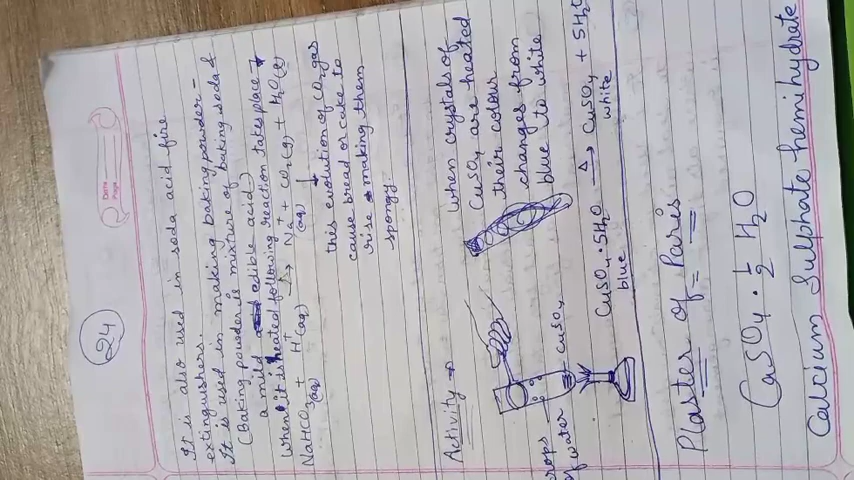 24
Date
Page
It is also used in soda acid fire
extinguishers.
It is used in making baking powder -
(Baking powder is mixture of baking soda &
a mild edible acid)
When it is heated following reaction takes place →
NaHCO3(aq) + H+(aq) →Δ Na+(aq) + CO2(g) + H2O(l)
this evolution of CO2 gas
cause bread or cake to
rise making them
spongy
Activity →
When crystals of
CuSO4 are heated
their colour
changes from
blue to white
drops
of water
CuSO4
CuSO4·5H2O →Δ CuSO4 + 5H2O
blue white
Plaster of Paris
CaSO4·1/2 H2O
Calcium Sulphate hemihydrate